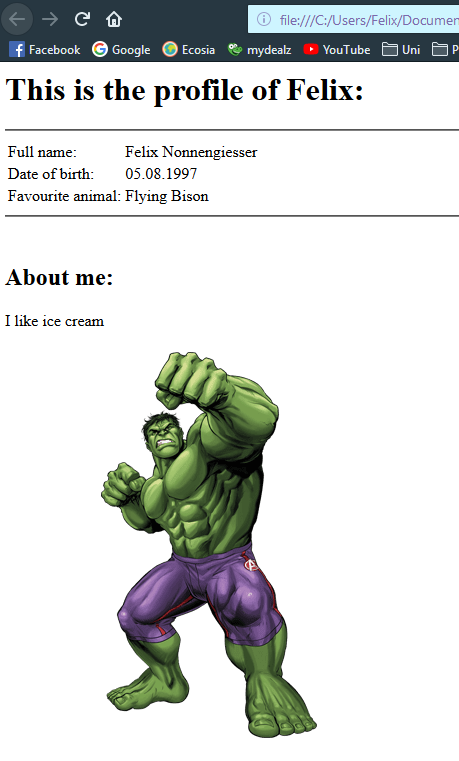 file:///C:/Users/Felix/Documen
Facebook Google Ecosia mydealz YouTube Uni P
This is the profile of Felix:
Full name: Felix Nonnengiesser
Date of birth: 05.08.1997
Favourite animal: Flying Bison
About me:
I like ice cream